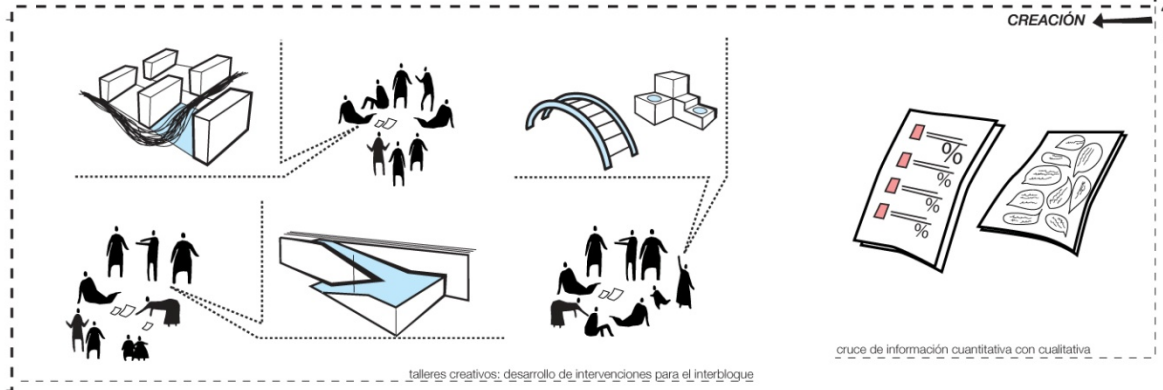 CREACIÓN
%
%
%
%
cruce de información cuantitativa con cualitativa
talleres creativos: desarrollo de intervenciones para el interbloque